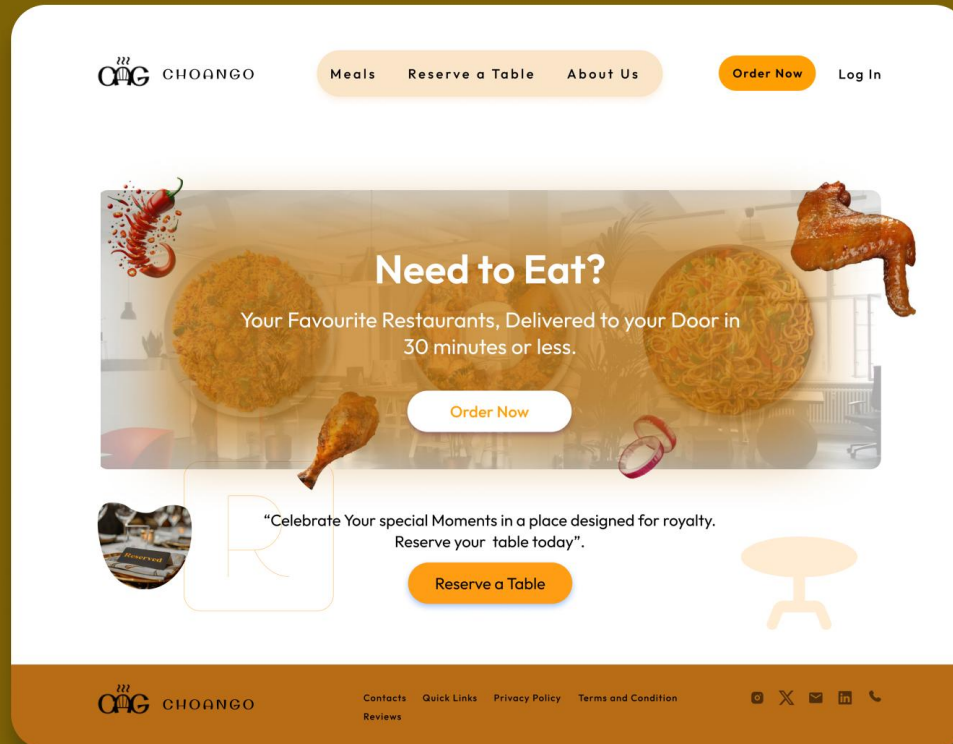 CHOANGO
Meals Reserve a Table About Us
Order Now Log In
Need to Eat?
Your Favourite Restaurants, Delivered to your Door in
30 minutes or less.
Order Now
“Celebrate Your special Moments in a place designed for royalty.
Reserve your table today”.
Reserved
R
Reserve a Table
CHOANGO
Contacts Quick Links Privacy Policy Terms and Condition
Reviews